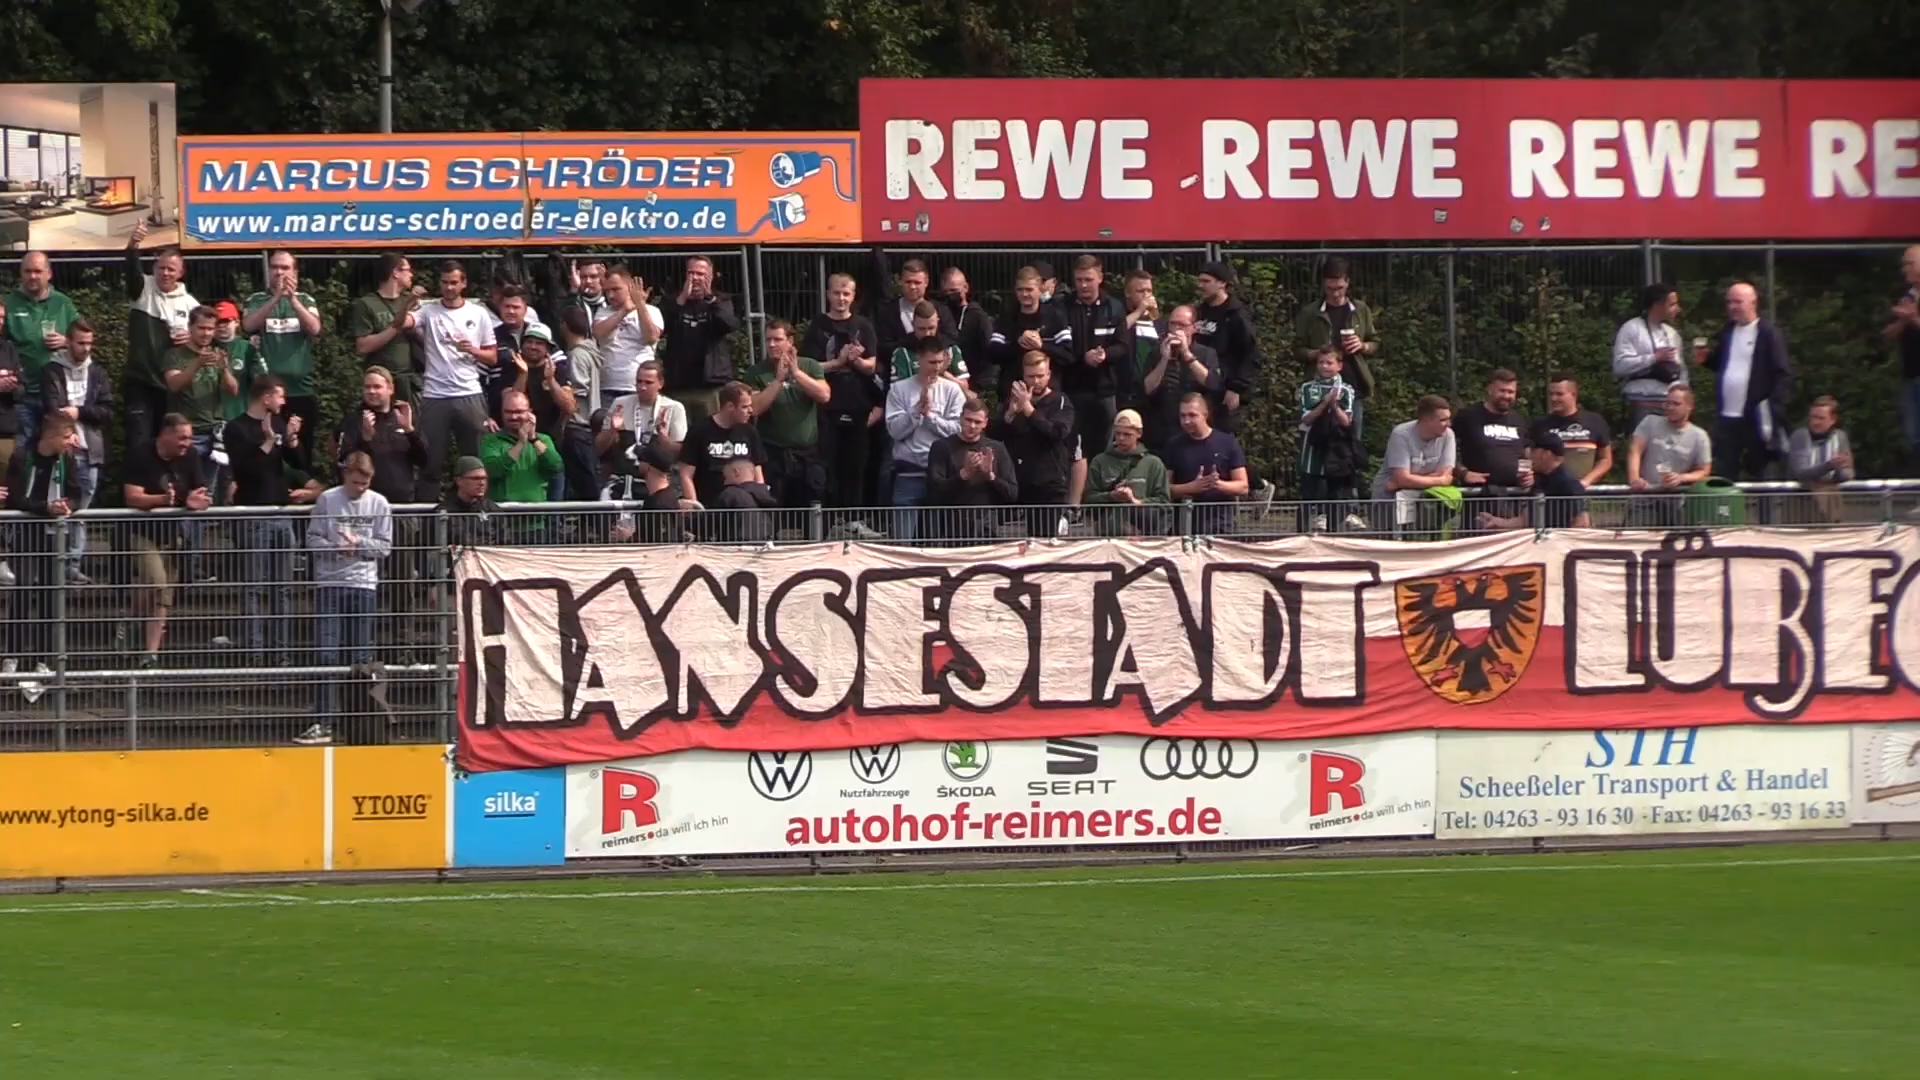 MARCUS SCHRÖDER
www.marcus-schroeder-elektro.de
REWE REWE REWE RE
20 06
HANSESTADT LÜBEC
www.ytong-silka.de
YTONG
silka
R
reimers da will ich hin
Nutzfahrzeuge
ŠKODA
SEAT
autohof-reimers.de
R
reimers da will ich hin
STH
Scheeßeler Transport & Handel
Tel: 04263 - 93 16 30 - Fax: 04263 - 93 16 33